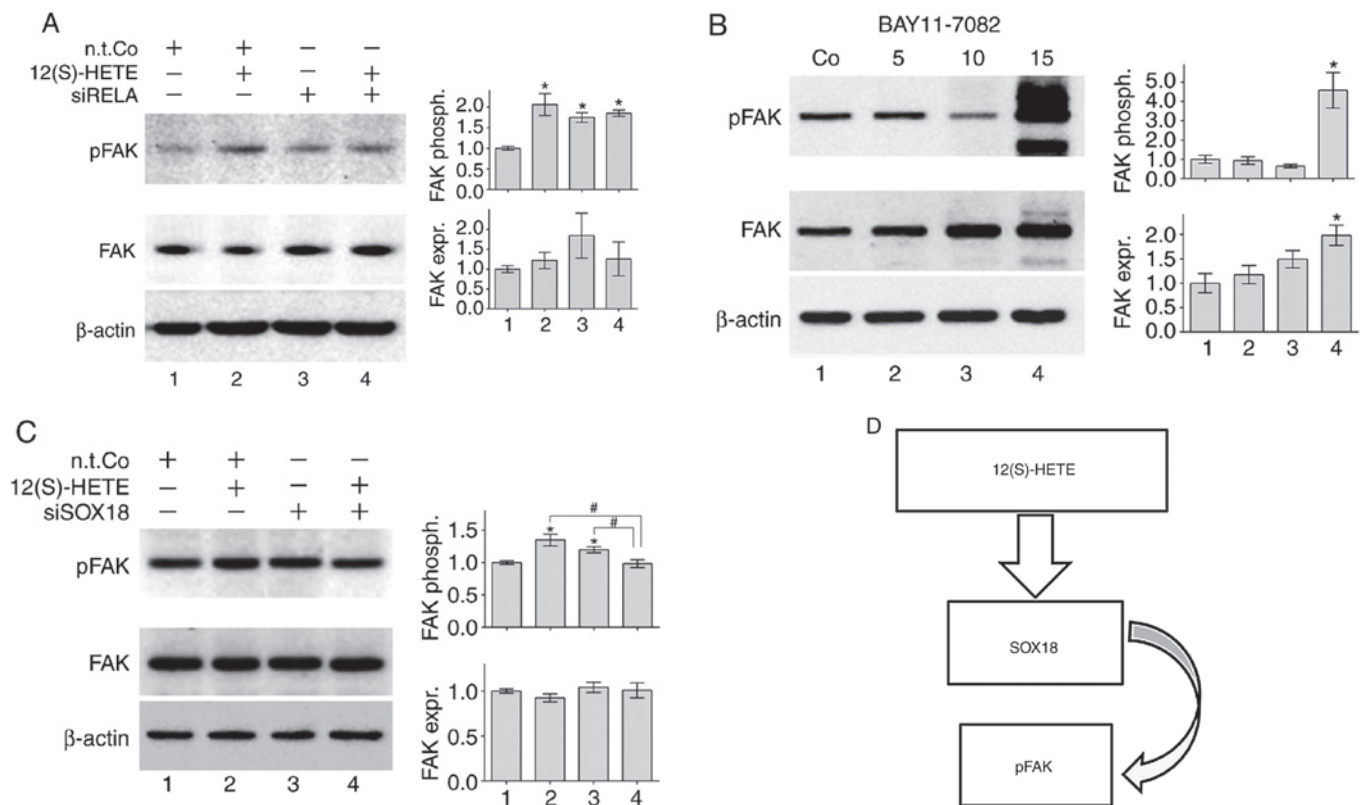 A
n.t.Co + + − −
12(S)-HETE − + − +
siRELA − − + +
pFAK
FAK
β-actin
1 2 3 4
FAK phosph.
2.0
1.5
1.0
0.5
0.0
* * *
FAK expr.
2.0
1.5
1.0
0.5
0.0
1 2 3 4
B
BAY11-7082
Co 5 10 15
pFAK
FAK
β-actin
1 2 3 4
FAK phosph.
5.0
4.0
3.0
2.0
1.0
0.0
*
FAK expr.
2.0
1.5
1.0
0.5
0.0
*
1 2 3 4
C
n.t.Co + + − −
12(S)-HETE − + − +
siSOX18 − − + +
pFAK
FAK
β-actin
1 2 3 4
FAK phosph.
1.5
1.0
0.5
0.0
* *
#
#
FAK expr.
1.0
0.5
0.0
1 2 3 4
D
12(S)-HETE
SOX18
pFAK